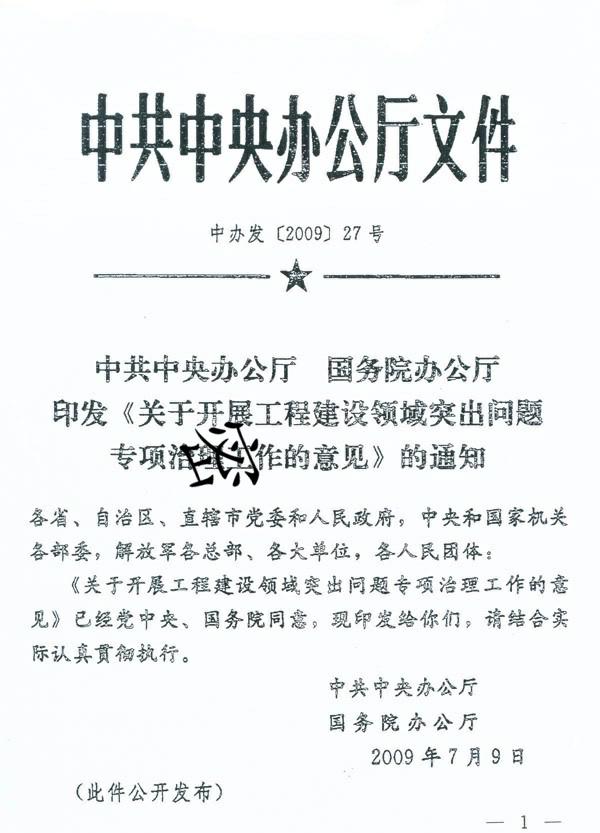 中共中央办公厅文件
中办发〔2009〕27号
中共中央办公厅 国务院办公厅
印发《关于开展工程建设领域突出问题
专项治理工作的意见》的通知
各省、自治区、直辖市党委和人民政府，中央和国家机关
各部委，解放军各总部、各大单位，各人民团体：
《关于开展工程建设领域突出问题专项治理工作的意
见》已经党中央、国务院同意，现印发给你们，请结合实
际认真贯彻执行。
中共中央办公厅
国务院办公厅
2009年7月9日
（此件公开发布）
— 1 —